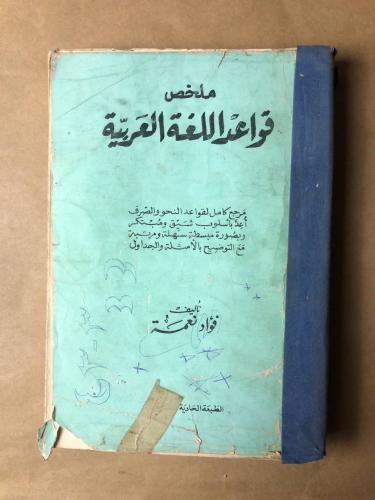 ملخص
قواعد اللغة العربية
مرجع كامل لقواعد النحو والصرف
أعد بأسلوب شيق ومبتكر
وبصورة مبسطة سهلة ومرتبة
مع التوضيح بالأمثلة والجداول
تأليف
فؤاد نعمة
الطبعة الحادية